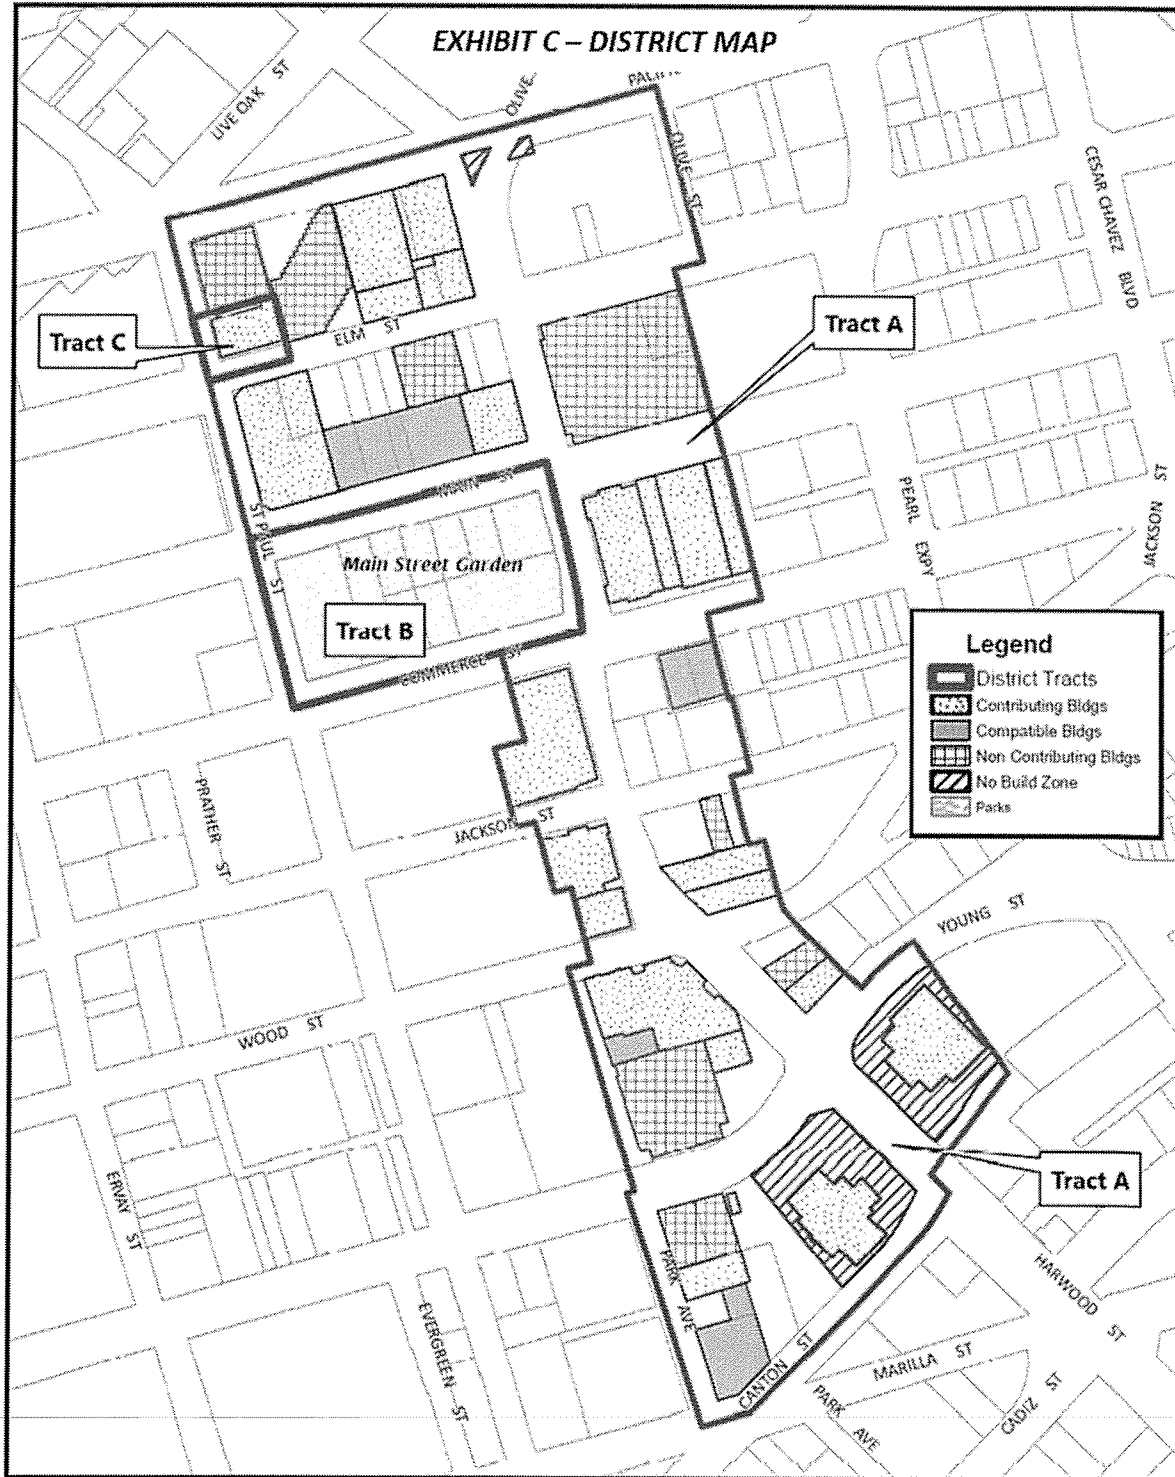 EXHIBIT C – DISTRICT MAP
LIVE OAK ST
OLIVE
OLIVE ST
CESAR CHAVEZ BLVD
Tract C
ELM ST
Tract A
MAIN ST
ST PAUL ST
PEARL EXPY
JACKSON ST
Main Street Garden
Tract B
COMMERCE ST
Legend
District Tracts
Contributing Bldgs
Compatible Bldgs
Non Contributing Bldgs
No Build Zone
Parks
PRATHER ST
JACKSON ST
YOUNG ST
WOOD ST
ERVAY ST
Tract A
PARK AVE
HARWOOD ST
EVERGREEN ST
CANTON ST
MARILLA ST
PARK AVE
CADIZ ST